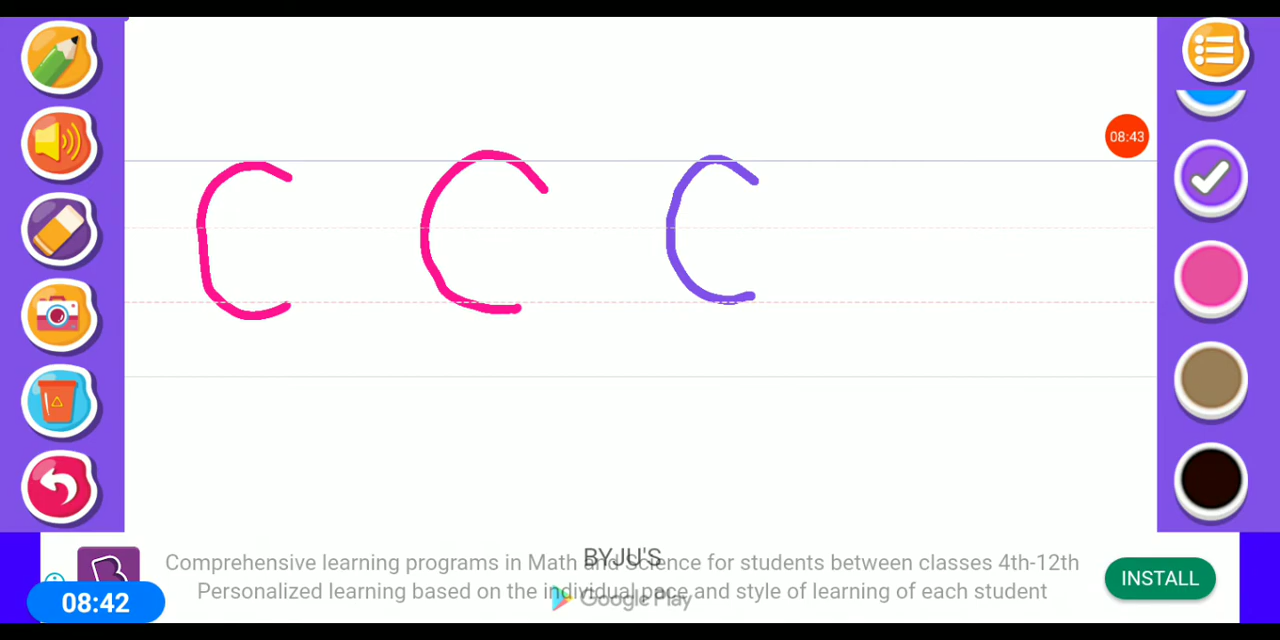 08:43
C C C
BYJU'S
Comprehensive learning programs in Math and Science for students between classes 4th-12th
Personalized learning based on the individual pace and style of learning of each student
Google Play
INSTALL
B
08:42